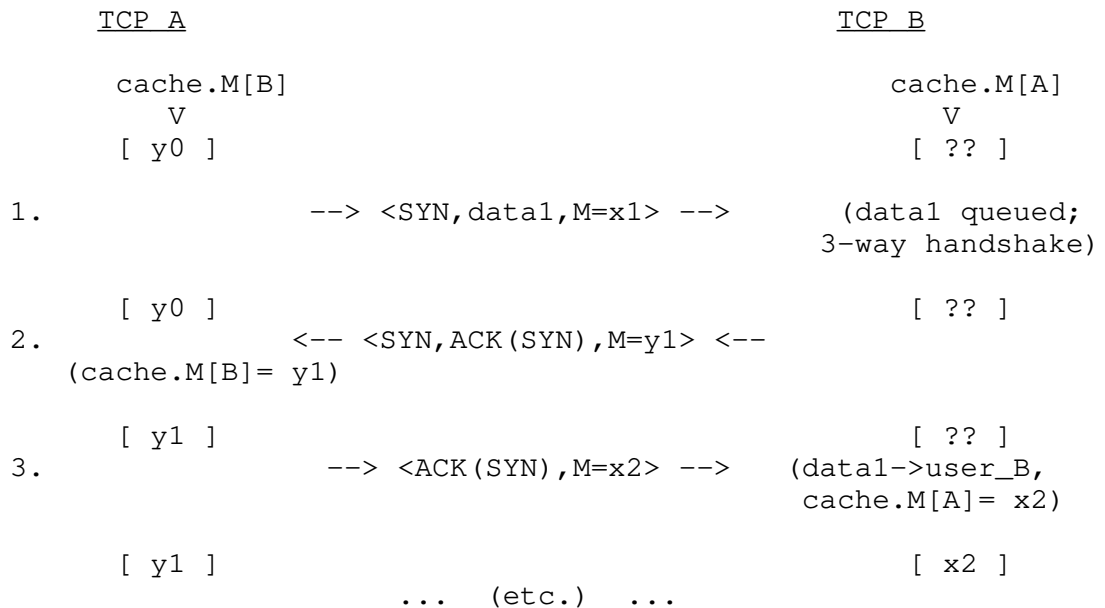 TCP A                                                TCP B
cache.M[B]                                       cache.M[A]
V                                                V
[ y0 ]                                           [ ?? ]
1.                --> <SYN,data1,M=x1> -->       (data1 queued;
3-way handshake)
[ y0 ]                                           [ ?? ]
2.                <-- <SYN,ACK(SYN),M=y1> <--
(cache.M[B]= y1)
[ y1 ]                                           [ ?? ]
3.                --> <ACK(SYN),M=x2> -->    (data1->user_B,
cache.M[A]= x2)
[ y1 ]                                           [ x2 ]
... (etc.) ...